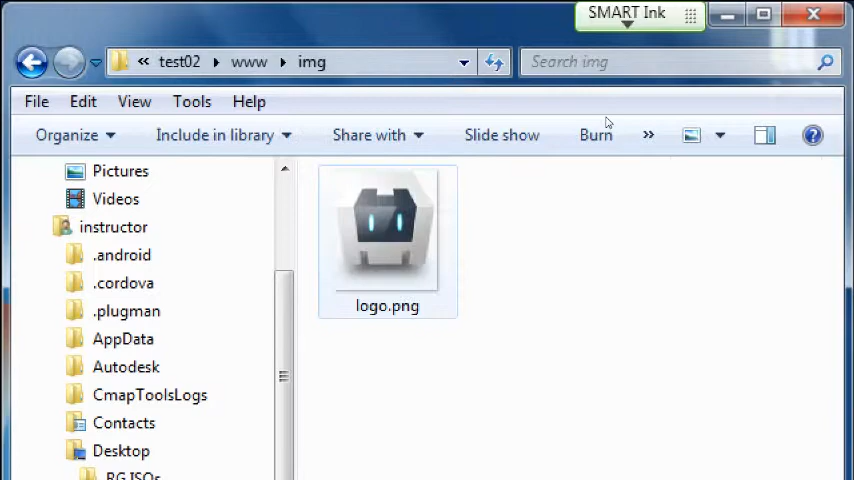 SMART Ink
« test02 ▸ www ▸ img
Search img
File Edit View Tools Help
Organize Include in library Share with Slide show Burn »
Pictures
Videos
instructor
.android
.cordova
.plugman
AppData
Autodesk
CmapToolsLogs
Contacts
Desktop
logo.png